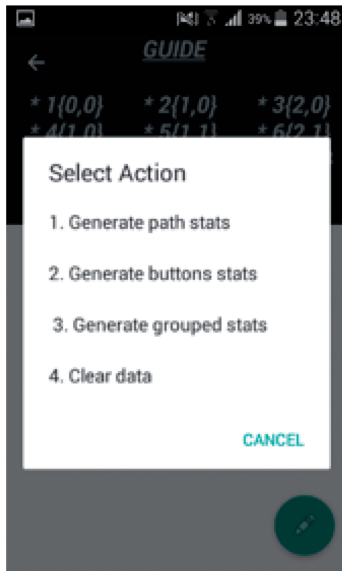 39% 23:48
GUIDE
* 1{0,0} * 2{1,0} * 3{2,0}
* 4{1,0} * 5{1,1} * 6{2,1}
Select Action
1. Generate path stats
2. Generate buttons stats
3. Generate grouped stats
4. Clear data
CANCEL